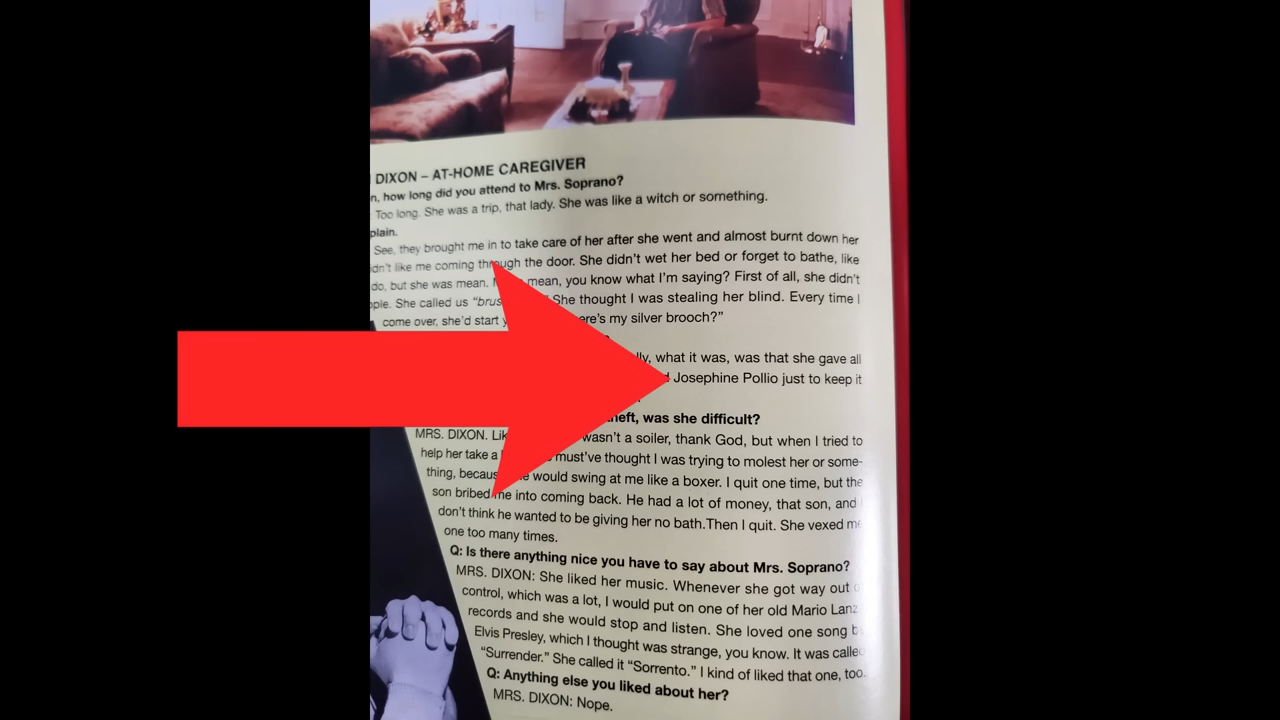 DIXON – AT-HOME CAREGIVER
n, how long did you attend to Mrs. Soprano?
Too long. She was a trip, that lady. She was like a witch or something.
plain.
See, they brought me in to take care of her after she went and almost burnt down her
dn't like me coming through the door. She didn't wet her bed or forget to bathe, like
do, but she was mean. mean, you know what I'm saying? First of all, she didn't
ople. She called us She thought I was stealing her blind. Every time I
come over, she'd start ere's my silver brooch?"
lly, what it was, was that she gave all
Josephine Pollio just to keep it
heft, was she difficult?
MRS. DIXON. wasn't a soiler, thank God, but when I tried to
help her take a must've thought I was trying to molest her or some-
thing, would swing at me like a boxer. I quit one time, but the
son bribed me into coming back. He had a lot of money, that son, and
don't think he wanted to be giving her no bath.Then I quit. She vexed me
one too many times.
Q: Is there anything nice you have to say about Mrs. Soprano?
MRS. DIXON: She liked her music. Whenever she got way out o
control, which was a lot, I would put on one of her old Mario Lanz
records and she would stop and listen. She loved one song b
Elvis Presley, which I thought was strange, you know. It was called
"Surrender." She called it "Sorrento." I kind of liked that one, too.
Q: Anything else you liked about her?
MRS. DIXON: Nope.